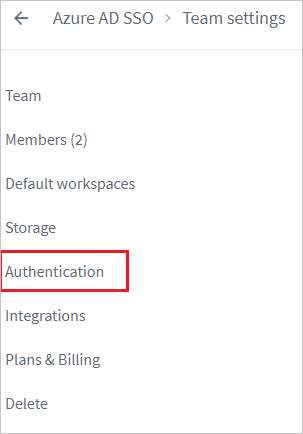 Azure AD SSO > Team settings
Team
Members (2)
Default workspaces
Storage
Authentication
Integrations
Plans & Billing
Delete